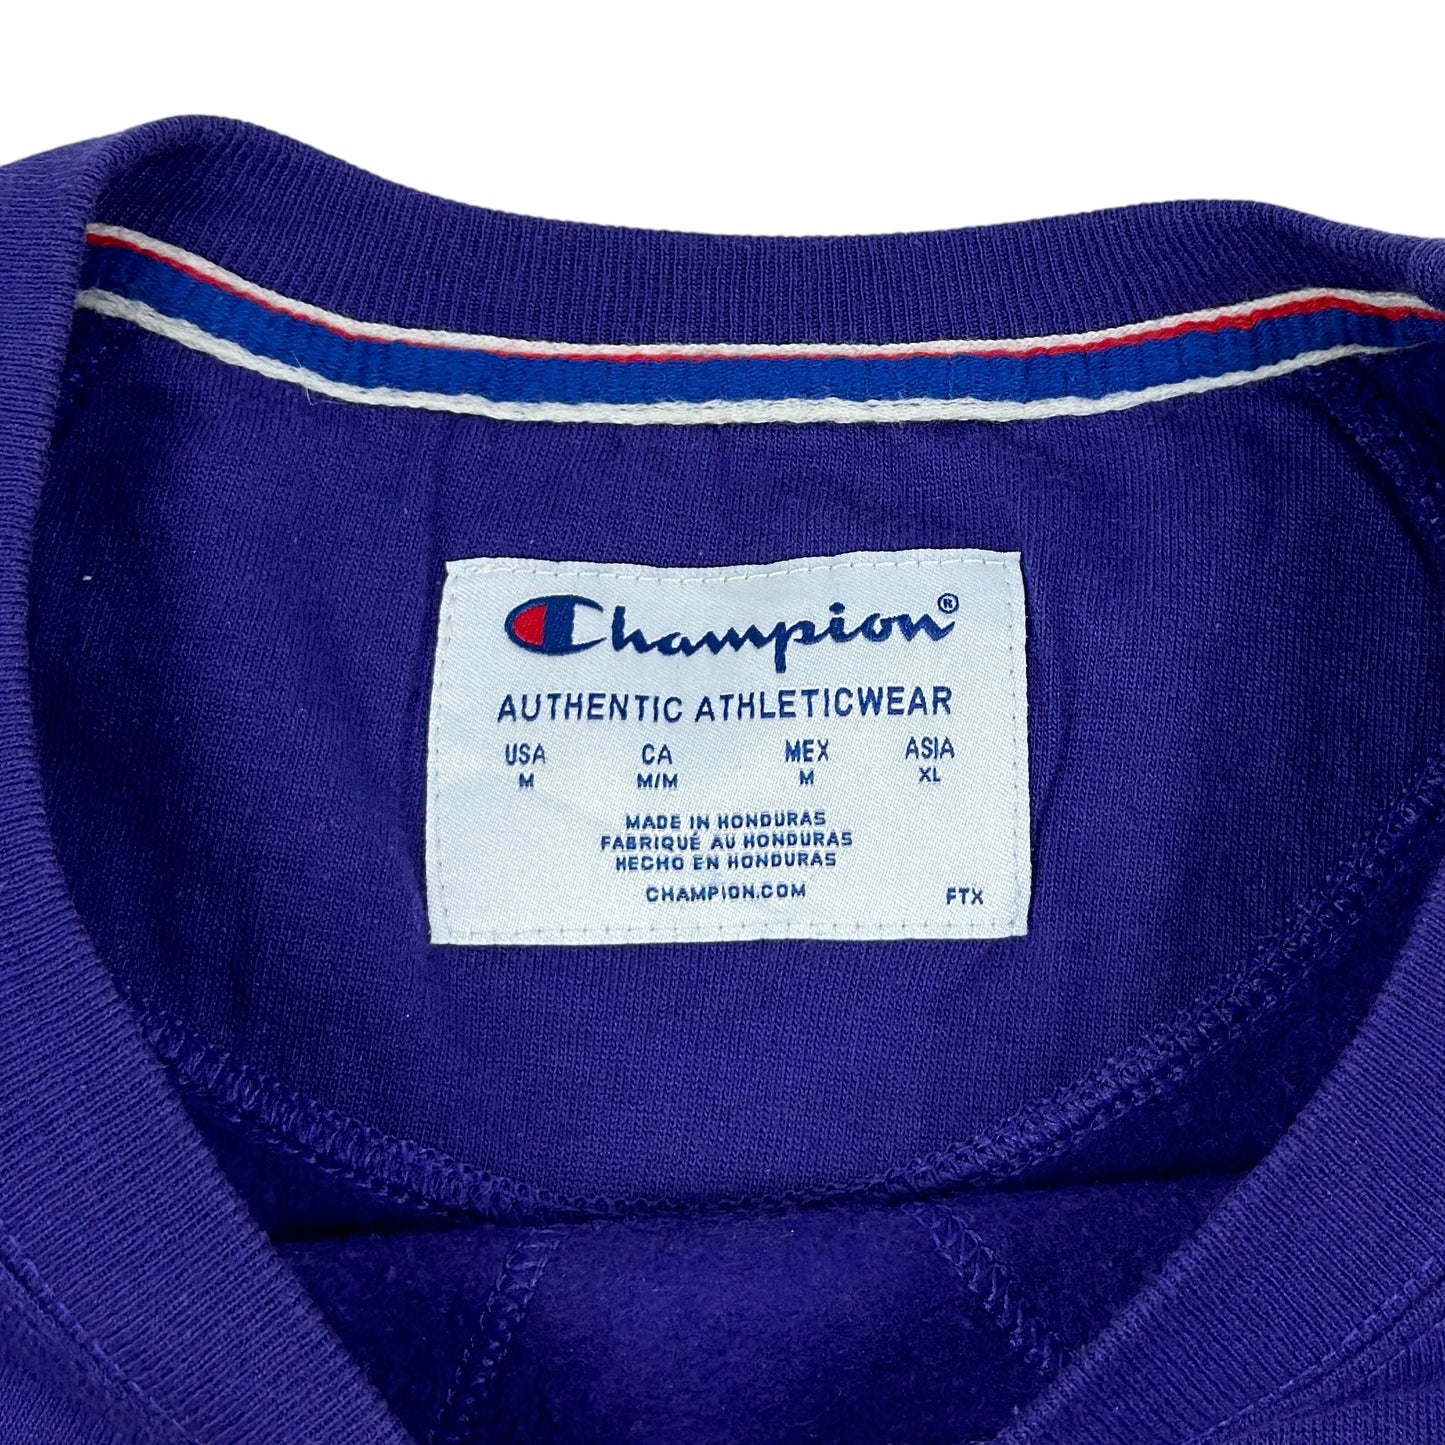 Champion®
AUTHENTIC ATHLETICWEAR
USA CA MEX ASIA
M M/M M XL
MADE IN HONDURAS
FABRIQUÉ AU HONDURAS
HECHO EN HONDURAS
CHAMPION.COM FTX